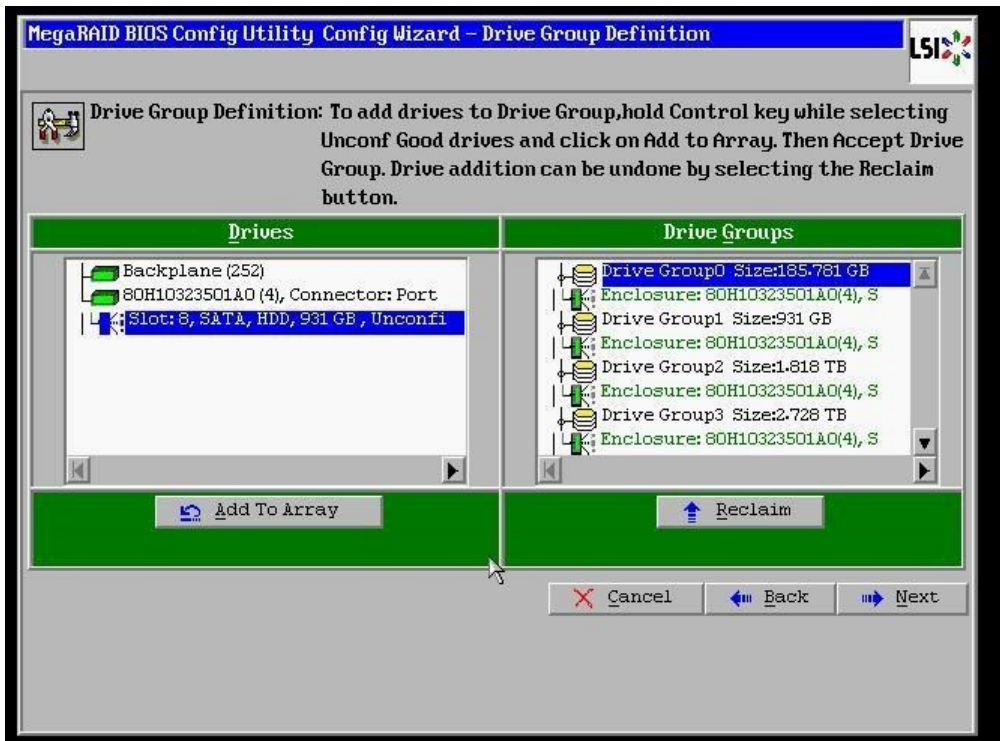 MegaRAID BIOS Config Utility Config Wizard – Drive Group Definition
LSI
Drive Group Definition: To add drives to Drive Group,hold Control key while selecting
Unconf Good drives and click on Add to Array. Then Accept Drive
Group. Drive addition can be undone by selecting the Reclaim
button.
Drives
Backplane (252)
80H10323501A0 (4), Connector: Port
Slot: 8, SATA, HDD, 931 GB , Unconfi
Drive Groups
Drive Group0 Size:185.781 GB
Enclosure: 80H10323501A0(4), S
Drive Group1 Size:931 GB
Enclosure: 80H10323501A0(4), S
Drive Group2 Size:1.818 TB
Enclosure: 80H10323501A0(4), S
Drive Group3 Size:2.728 TB
Enclosure: 80H10323501A0(4), S
Add To Array
Reclaim
Cancel
Back
Next